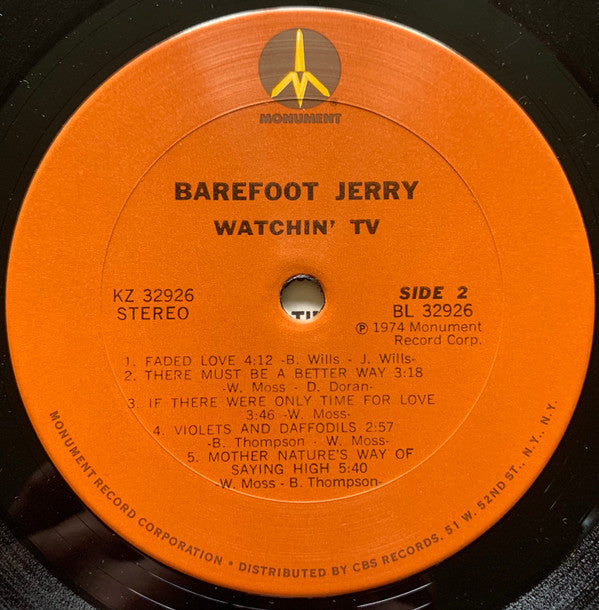 MONUMENT
®
BAREFOOT JERRY
WATCHIN' TV
KZ 32926
STEREO
SIDE 2
BL 32926
℗ 1974 Monument
Record Corp.
1. FADED LOVE 4:12 -B. Wills - J. Wills-
2. THERE MUST BE A BETTER WAY 3:18
-W. Moss - D. Doran-
3. IF THERE WERE ONLY TIME FOR LOVE
3:46 -W. Moss-
4. VIOLETS AND DAFFODILS 2:57
-B. Thompson - W. Moss-
5. MOTHER NATURE'S WAY OF
SAYING HIGH 5:40
-W. Moss - B. Thompson-
MONUMENT RECORD CORPORATION • DISTRIBUTED BY CBS RECORDS, 51 W. 52ND ST., N.Y., N.Y.